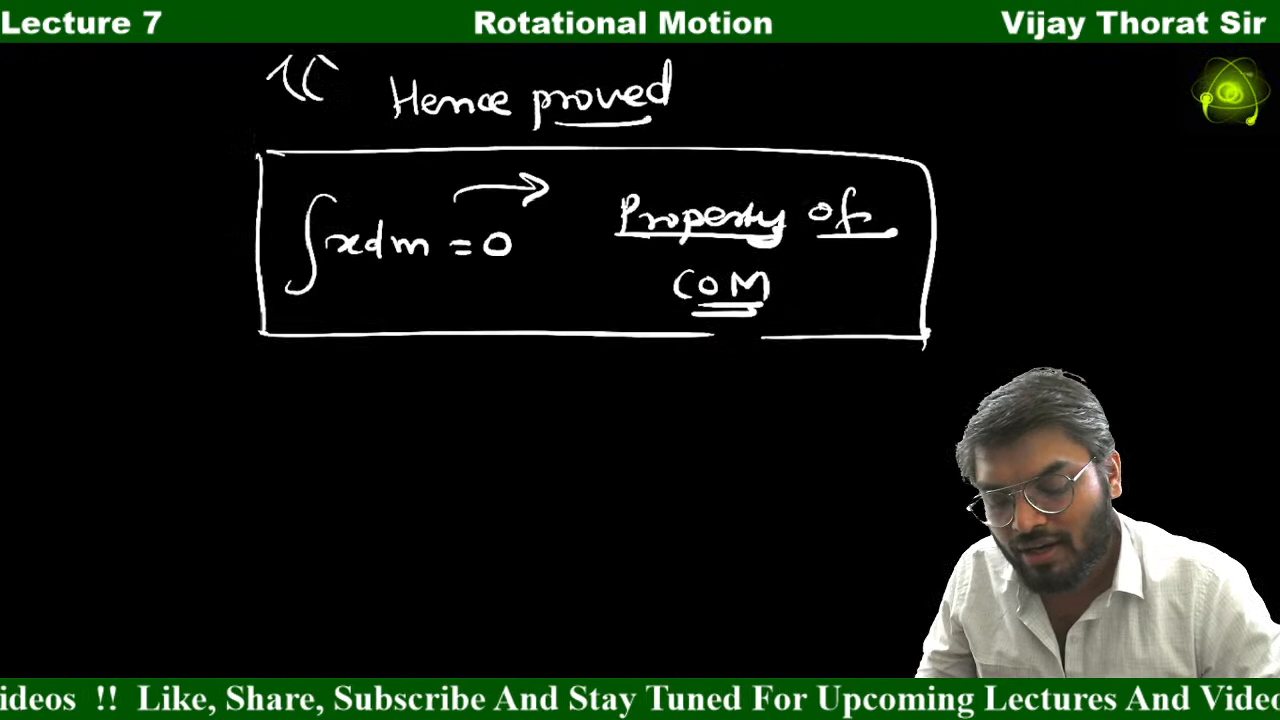 Lecture 7 Rotational Motion Vijay Thorat Sir
Hence proved
∫xdm = 0 → Property of
COM
ideos !! Like, Share, Subscribe And Stay Tuned For Upcoming Lectures And Video